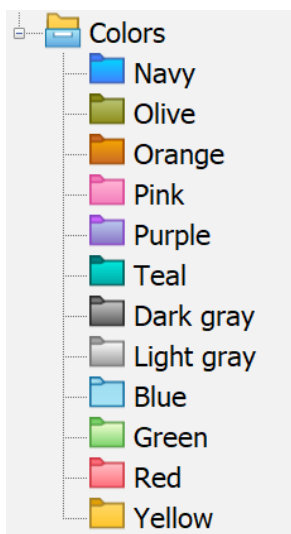 Colors
Navy
Olive
Orange
Pink
Purple
Teal
Dark gray
Light gray
Blue
Green
Red
Yellow